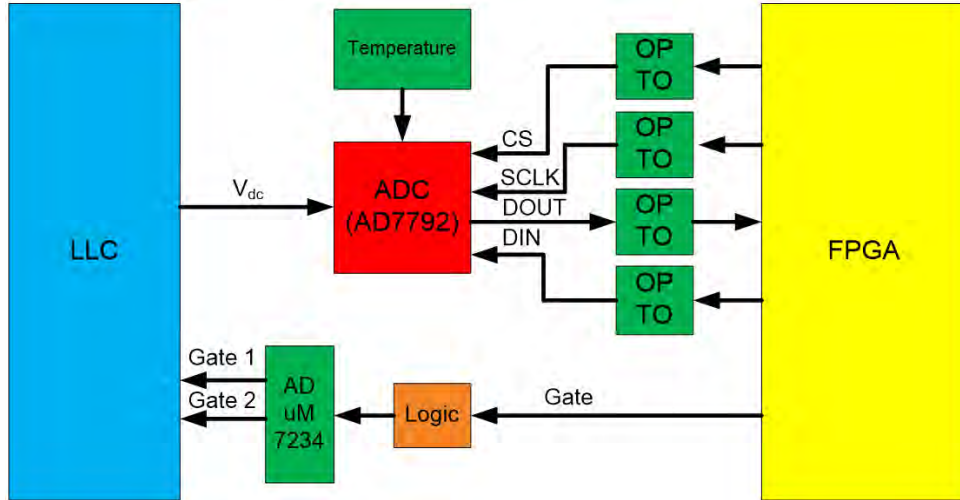 Temperature
OP
TO
CS
OP
TO
SCLK
ADC
(AD7792)
V_dc
DOUT
OP
TO
DIN
LLC
FPGA
OP
TO
Gate 1
AD
uM
7234
Gate 2
Logic
Gate